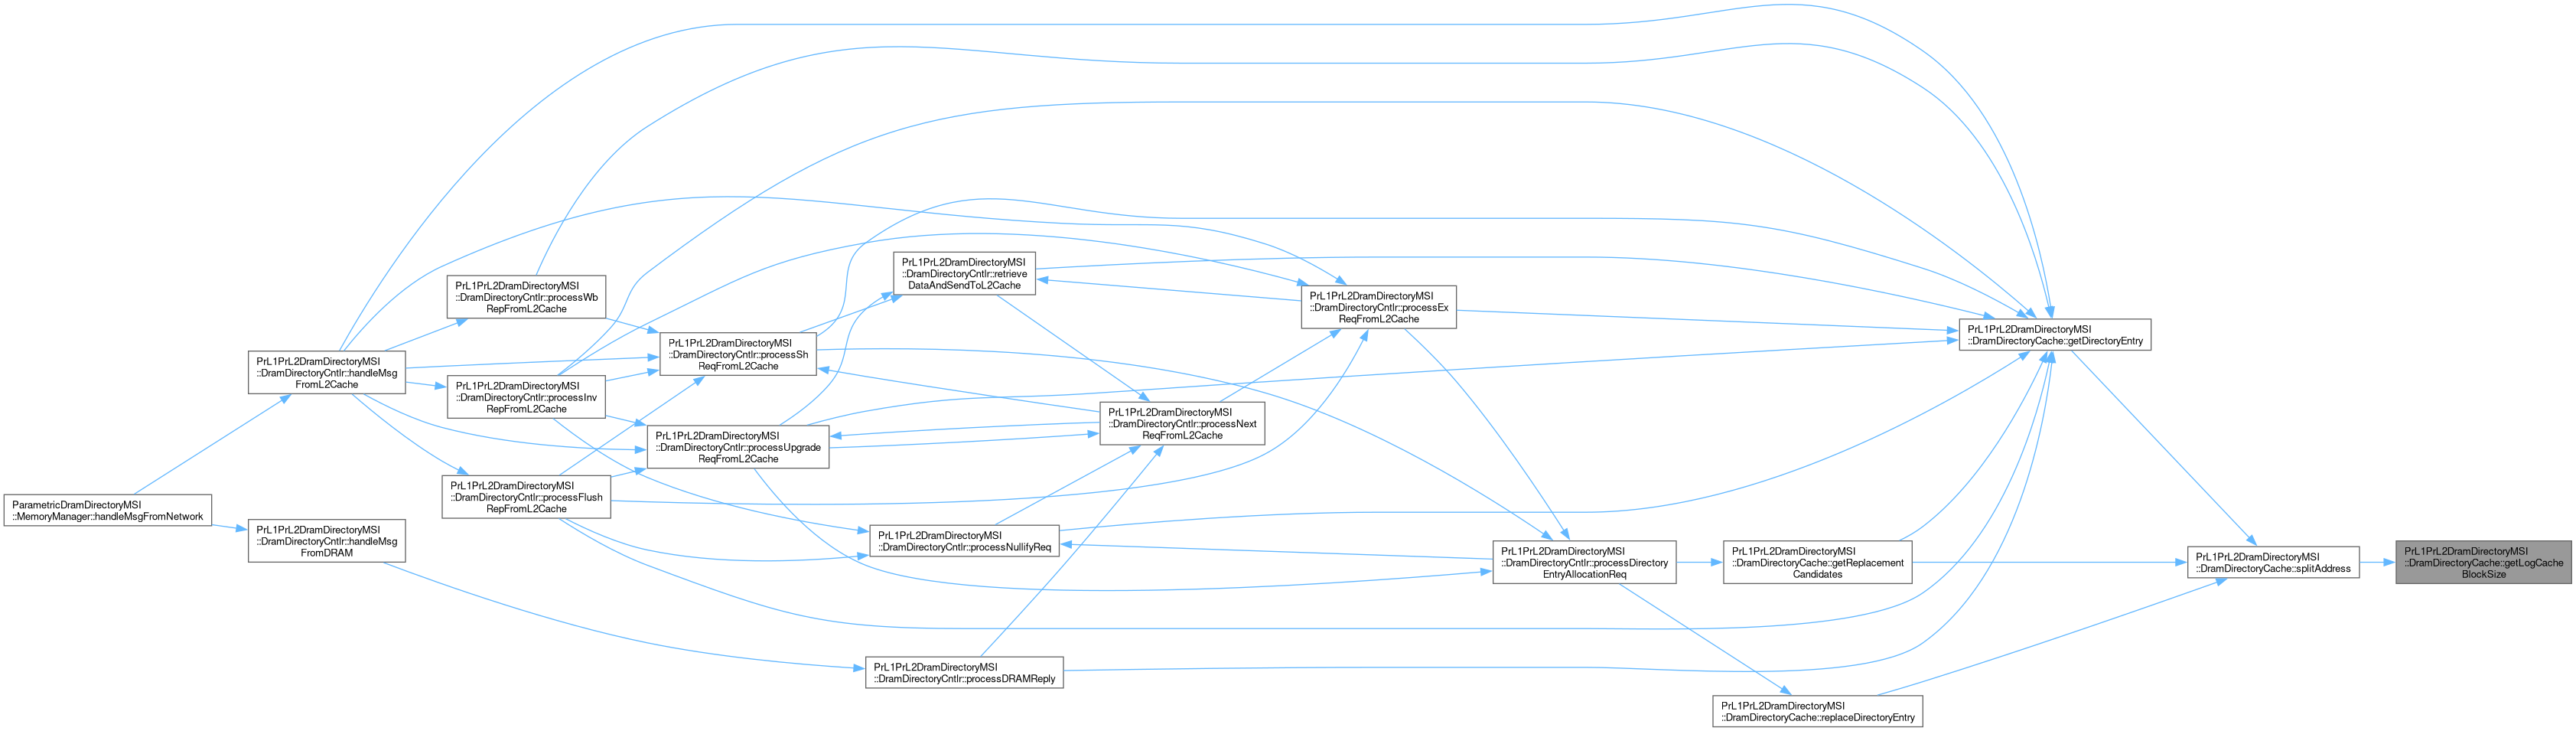 PrL1PrL2DramDirectoryMSI
::DramDirectoryCntlr::retrieve
DataAndSendToL2Cache
PrL1PrL2DramDirectoryMSI
::DramDirectoryCntlr::processWb
RepFromL2Cache
PrL1PrL2DramDirectoryMSI
::DramDirectoryCntlr::processEx
ReqFromL2Cache
PrL1PrL2DramDirectoryMSI
::DramDirectoryCache::getDirectoryEntry
PrL1PrL2DramDirectoryMSI
::DramDirectoryCntlr::processSh
ReqFromL2Cache
PrL1PrL2DramDirectoryMSI
::DramDirectoryCntlr::handleMsg
FromL2Cache
PrL1PrL2DramDirectoryMSI
::DramDirectoryCntlr::processInv
RepFromL2Cache
PrL1PrL2DramDirectoryMSI
::DramDirectoryCntlr::processNext
ReqFromL2Cache
PrL1PrL2DramDirectoryMSI
::DramDirectoryCntlr::processUpgrade
ReqFromL2Cache
PrL1PrL2DramDirectoryMSI
::DramDirectoryCntlr::processFlush
RepFromL2Cache
ParametricDramDirectoryMSI
::MemoryManager::handleMsgFromNetwork
PrL1PrL2DramDirectoryMSI
::DramDirectoryCntlr::handleMsg
FromDRAM
PrL1PrL2DramDirectoryMSI
::DramDirectoryCntlr::processNullifyReq
PrL1PrL2DramDirectoryMSI
::DramDirectoryCntlr::processDirectory
EntryAllocationReq
PrL1PrL2DramDirectoryMSI
::DramDirectoryCache::getReplacement
Candidates
PrL1PrL2DramDirectoryMSI
::DramDirectoryCache::splitAddress
PrL1PrL2DramDirectoryMSI
::DramDirectoryCache::getLogCache
BlockSize
PrL1PrL2DramDirectoryMSI
::DramDirectoryCntlr::processDRAMReply
PrL1PrL2DramDirectoryMSI
::DramDirectoryCache::replaceDirectoryEntry